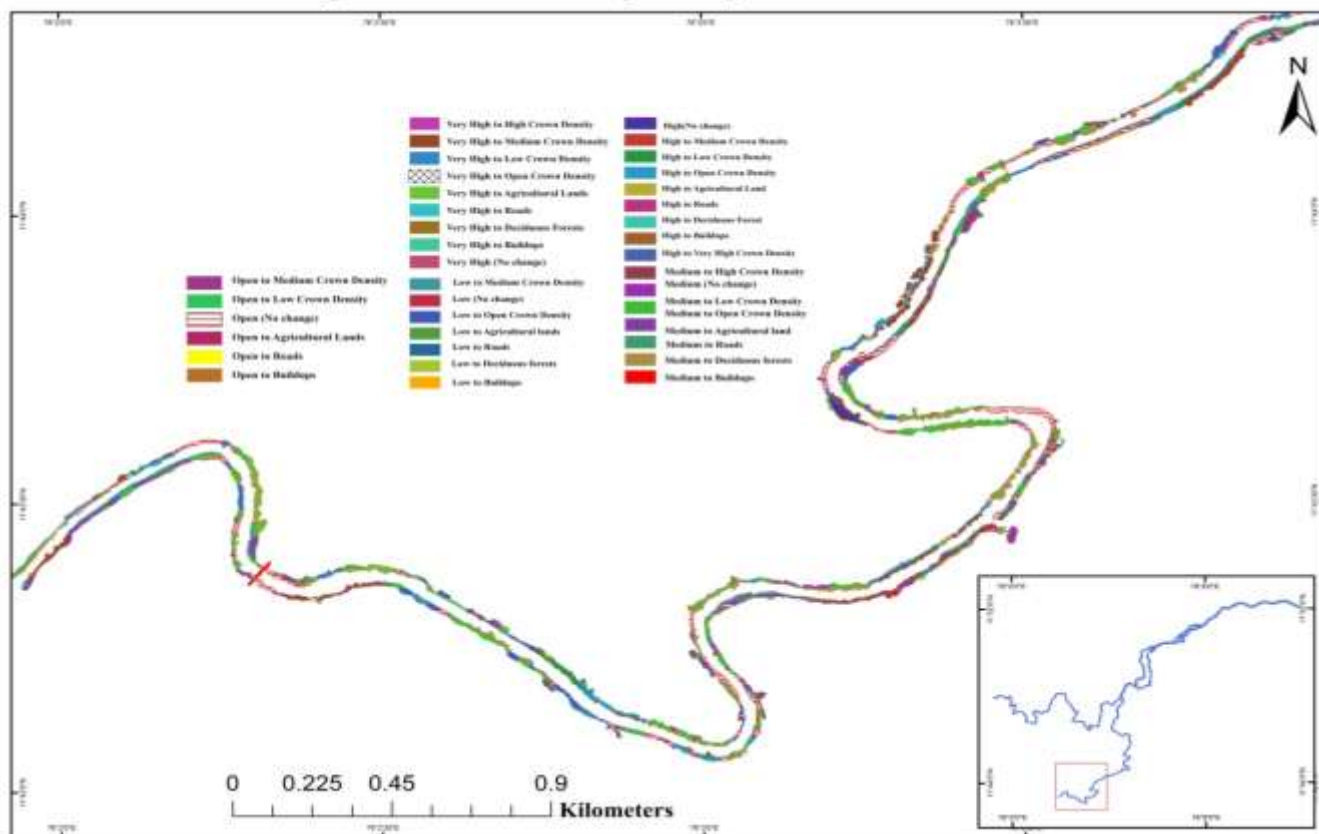 N
Very High to High Crown Density
Very High to Medium Crown Density
Very High to Low Crown Density
Very High to Open Crown Density
Very High to Agricultural Lands
Very High to Roads
Very High to Deciduous Forests
Very High to Buildups
Very High (No change)
Low to Medium Crown Density
Low (No change)
Low to Open Crown Density
Low to Agricultural lands
Low to Roads
Low to Deciduous forests
Low to Buildups
High(No change)
High to Medium Crown Density
High to Low Crown Density
High to Open Crown Density
High to Agricultural Land
High to Roads
High to Deciduous Forest
High to Buildups
High to Very High Crown Density
Medium to High Crown Density
Medium (No change)
Medium to Low Crown Density
Medium to Open Crown Density
Medium to Agricultural land
Medium to Roads
Medium to Deciduous forests
Medium to Buildups
Open to Medium Crown Density
Open to Low Crown Density
Open (No change)
Open to Agricultural Lands
Open to Roads
Open to Buildups
0 0.225 0.45 0.9
Kilometers